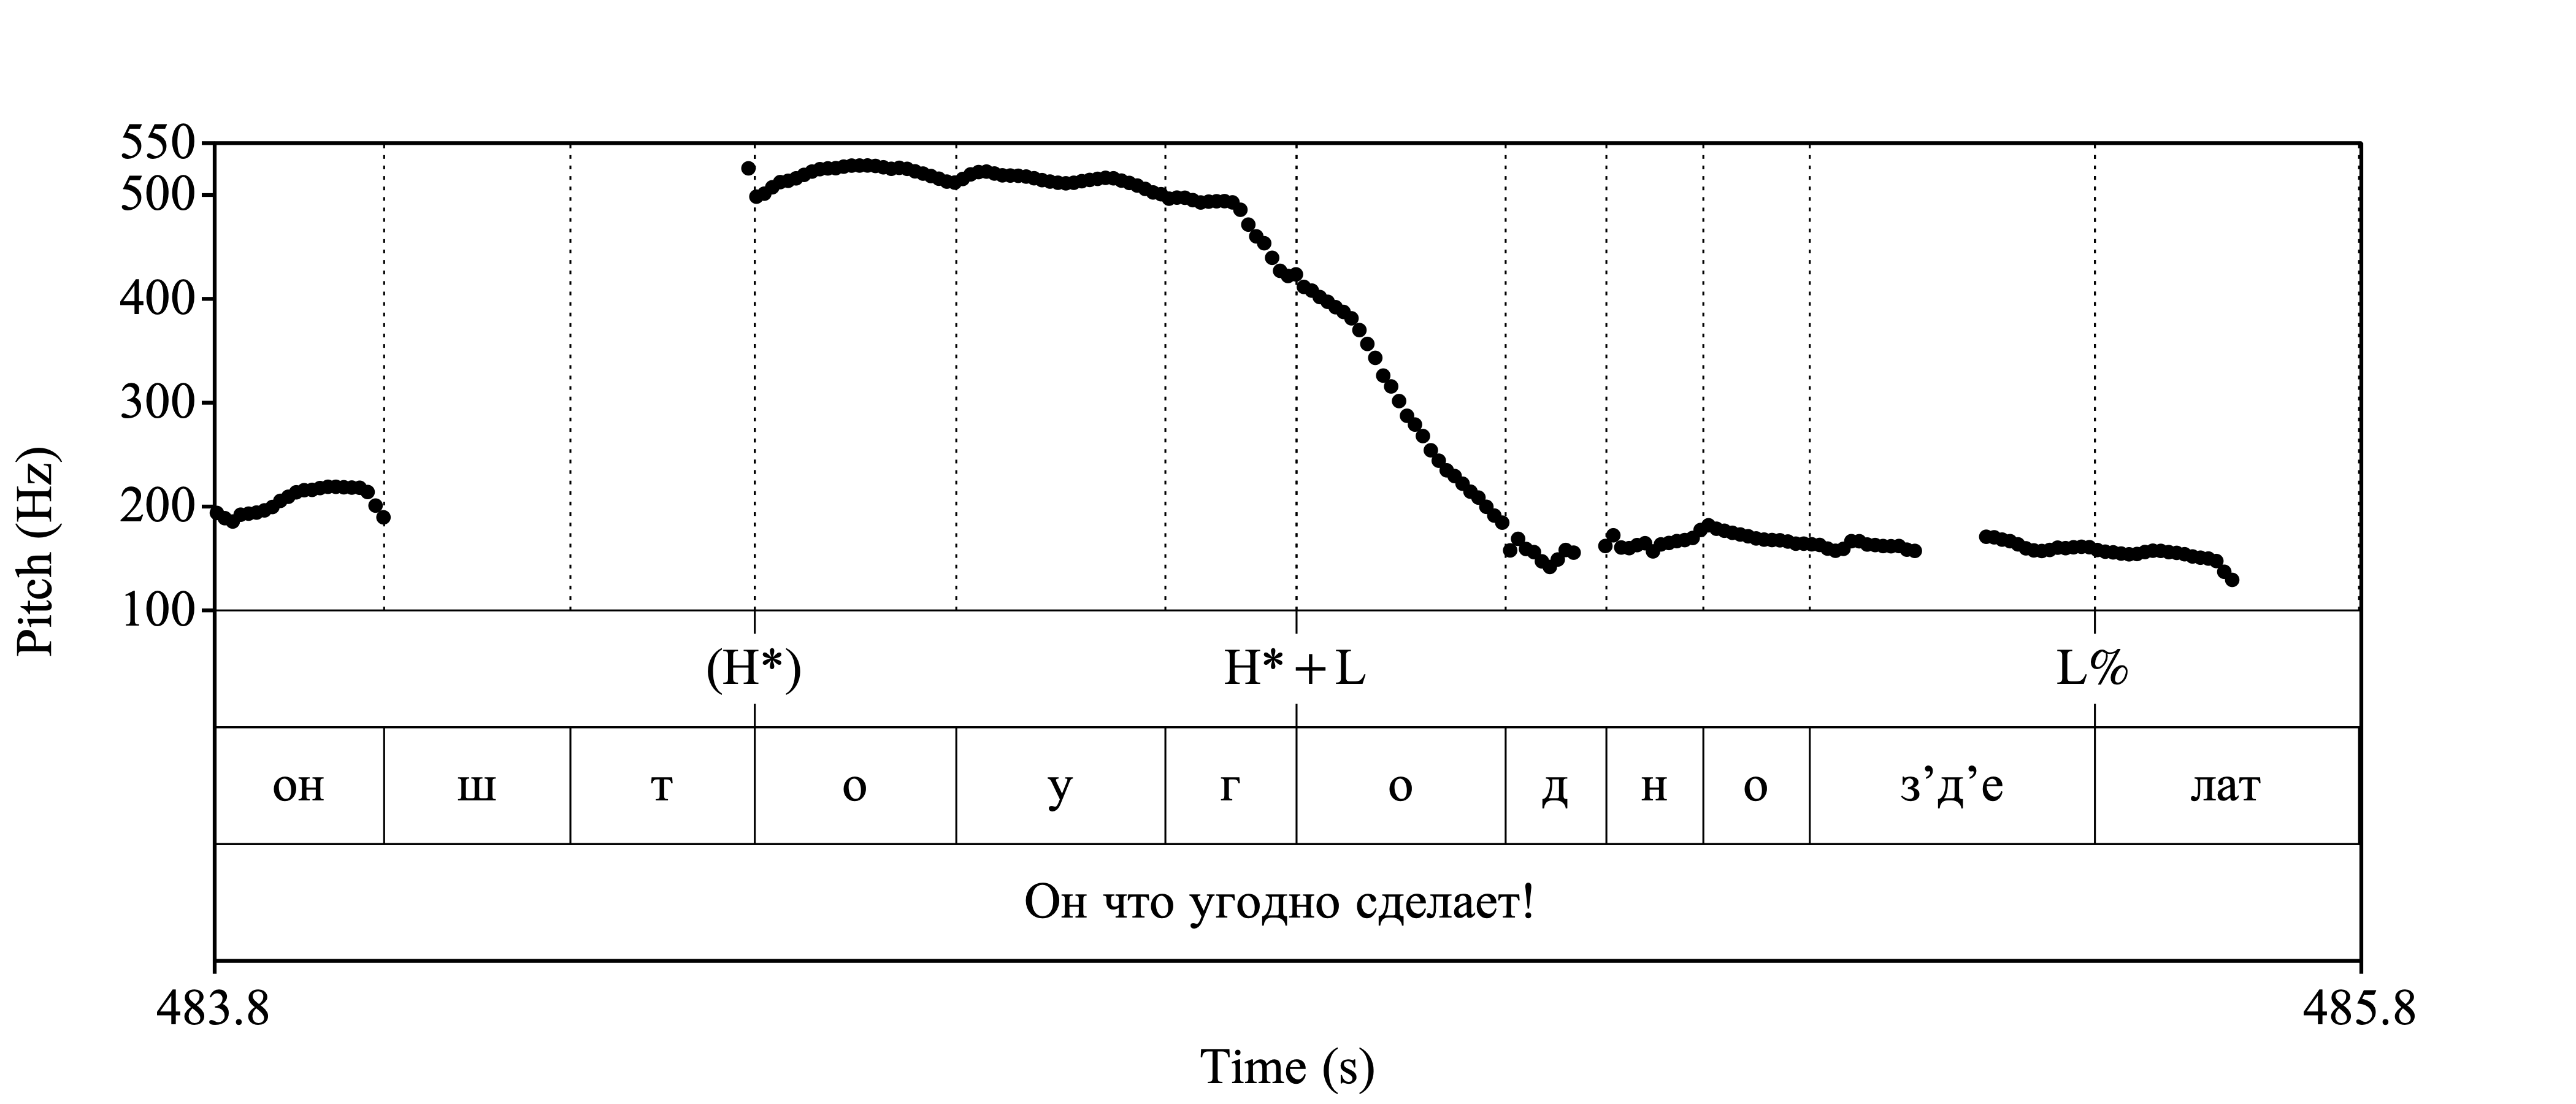 550
500
400
300
200
100
Pitch (Hz)
(H*) H*+L L%
он ш т о у г о д н о з’д’е лат
Он что угодно сделает!
483.8 485.8
Time (s)